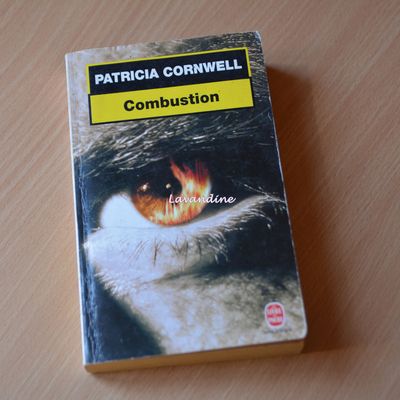 PATRICIA CORNWELL
Combustion
Lavandine